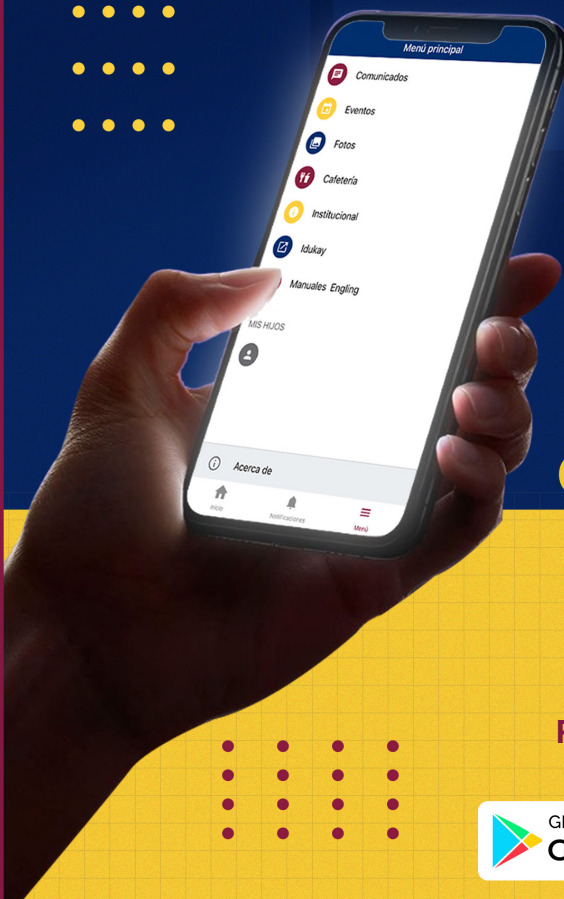 Menú principal
Comunicados
Eventos
Fotos
Cafetería
Institucional
Idukay
Manuales Engling
MIS HIJOS
Acerca de
Inicio
Notificaciones
Menú